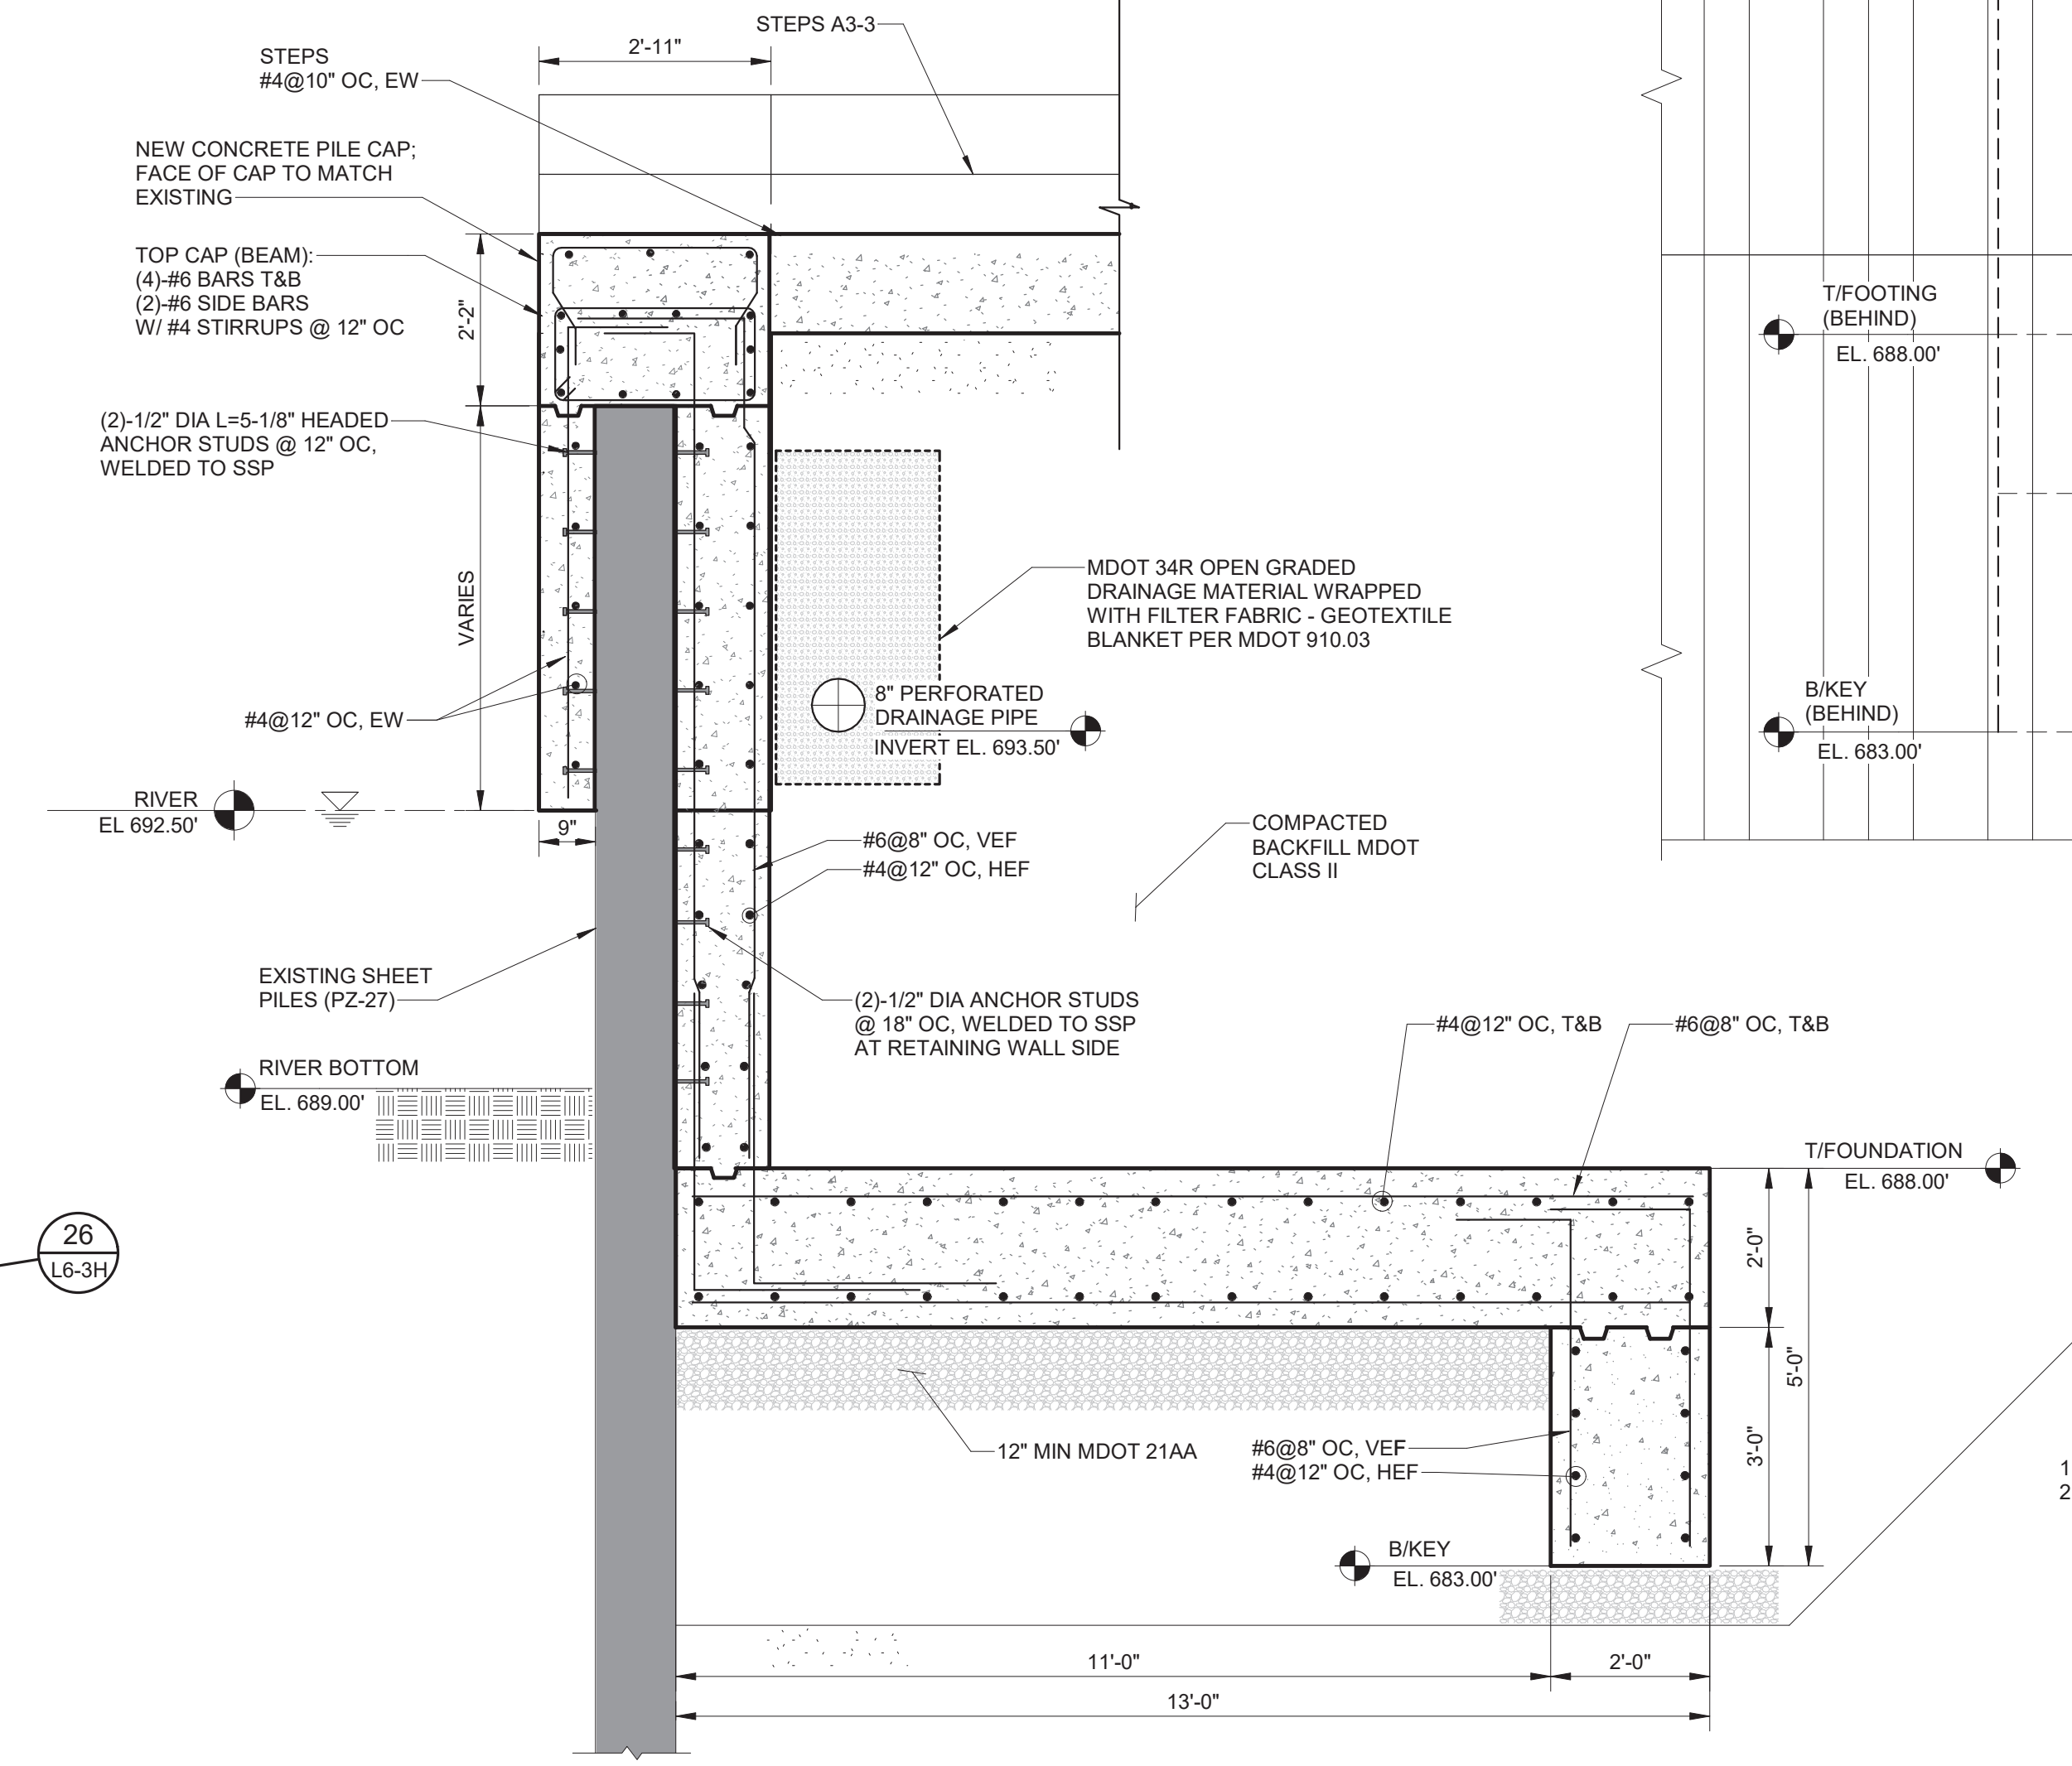 STEPS A3-3
2'-11"
STEPS
#4@10" OC, EW
NEW CONCRETE PILE CAP;
FACE OF CAP TO MATCH
EXISTING
TOP CAP (BEAM):
(4)-#6 BARS T&B
(2)-#6 SIDE BARS
W/ #4 STIRRUPS @ 12" OC
2'-2"
T/FOOTING
(BEHIND)
EL. 688.00'
(2)-1/2" DIA L=5-1/8" HEADED
ANCHOR STUDS @ 12" OC,
WELDED TO SSP
VARIES
MDOT 34R OPEN GRADED
DRAINAGE MATERIAL WRAPPED
WITH FILTER FABRIC - GEOTEXTILE
BLANKET PER MDOT 910.03
8" PERFORATED
DRAINAGE PIPE
INVERT EL. 693.50'
B/KEY
(BEHIND)
EL. 683.00'
#4@12" OC, EW
RIVER
EL 692.50'
9"
#6@8" OC, VEF
#4@12" OC, HEF
COMPACTED
BACKFILL MDOT
CLASS II
EXISTING SHEET
PILES (PZ-27)
(2)-1/2" DIA ANCHOR STUDS
@ 18" OC, WELDED TO SSP
AT RETAINING WALL SIDE
#4@12" OC, T&B
#6@8" OC, T&B
RIVER BOTTOM
EL. 689.00'
T/FOUNDATION
EL. 688.00'
26
L6-3H
2'-0"
5'-0"
3'-0"
12" MIN MDOT 21AA
#6@8" OC, VEF
#4@12" OC, HEF
1
2
B/KEY
EL. 683.00'
11'-0"
2'-0"
13'-0"